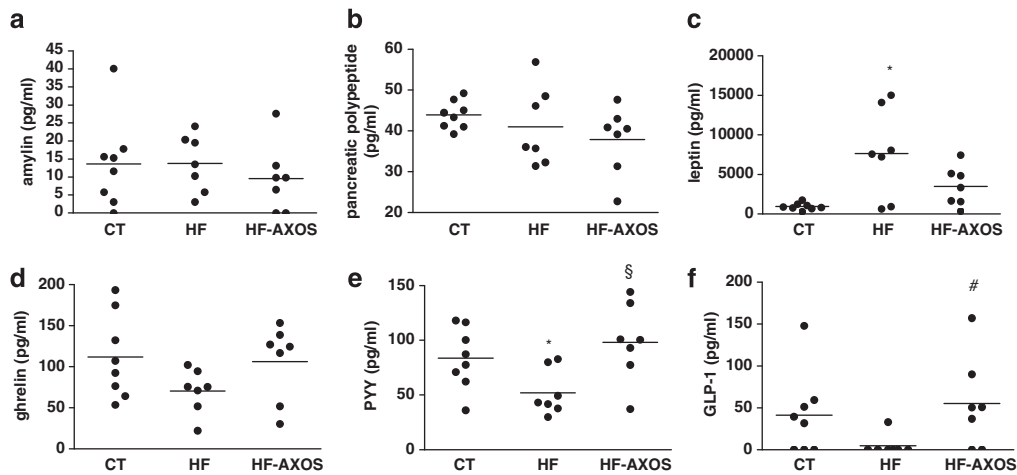 a
amylin (pg/ml)
45
40
35
30
25
20
15
10
5
0
CT HF HF-AXOS
b
pancreatic polypeptide
(pg/ml)
60
50
40
30
20
CT HF HF-AXOS
c
leptin (pg/ml)
20000
15000
10000
5000
0
*
CT HF HF-AXOS
d
ghrelin (pg/ml)
200
150
100
50
0
CT HF HF-AXOS
e
PYY (pg/ml)
150
100
50
0
*
§
CT HF HF-AXOS
f
GLP-1 (pg/ml)
200
150
100
50
0
#
CT HF HF-AXOS